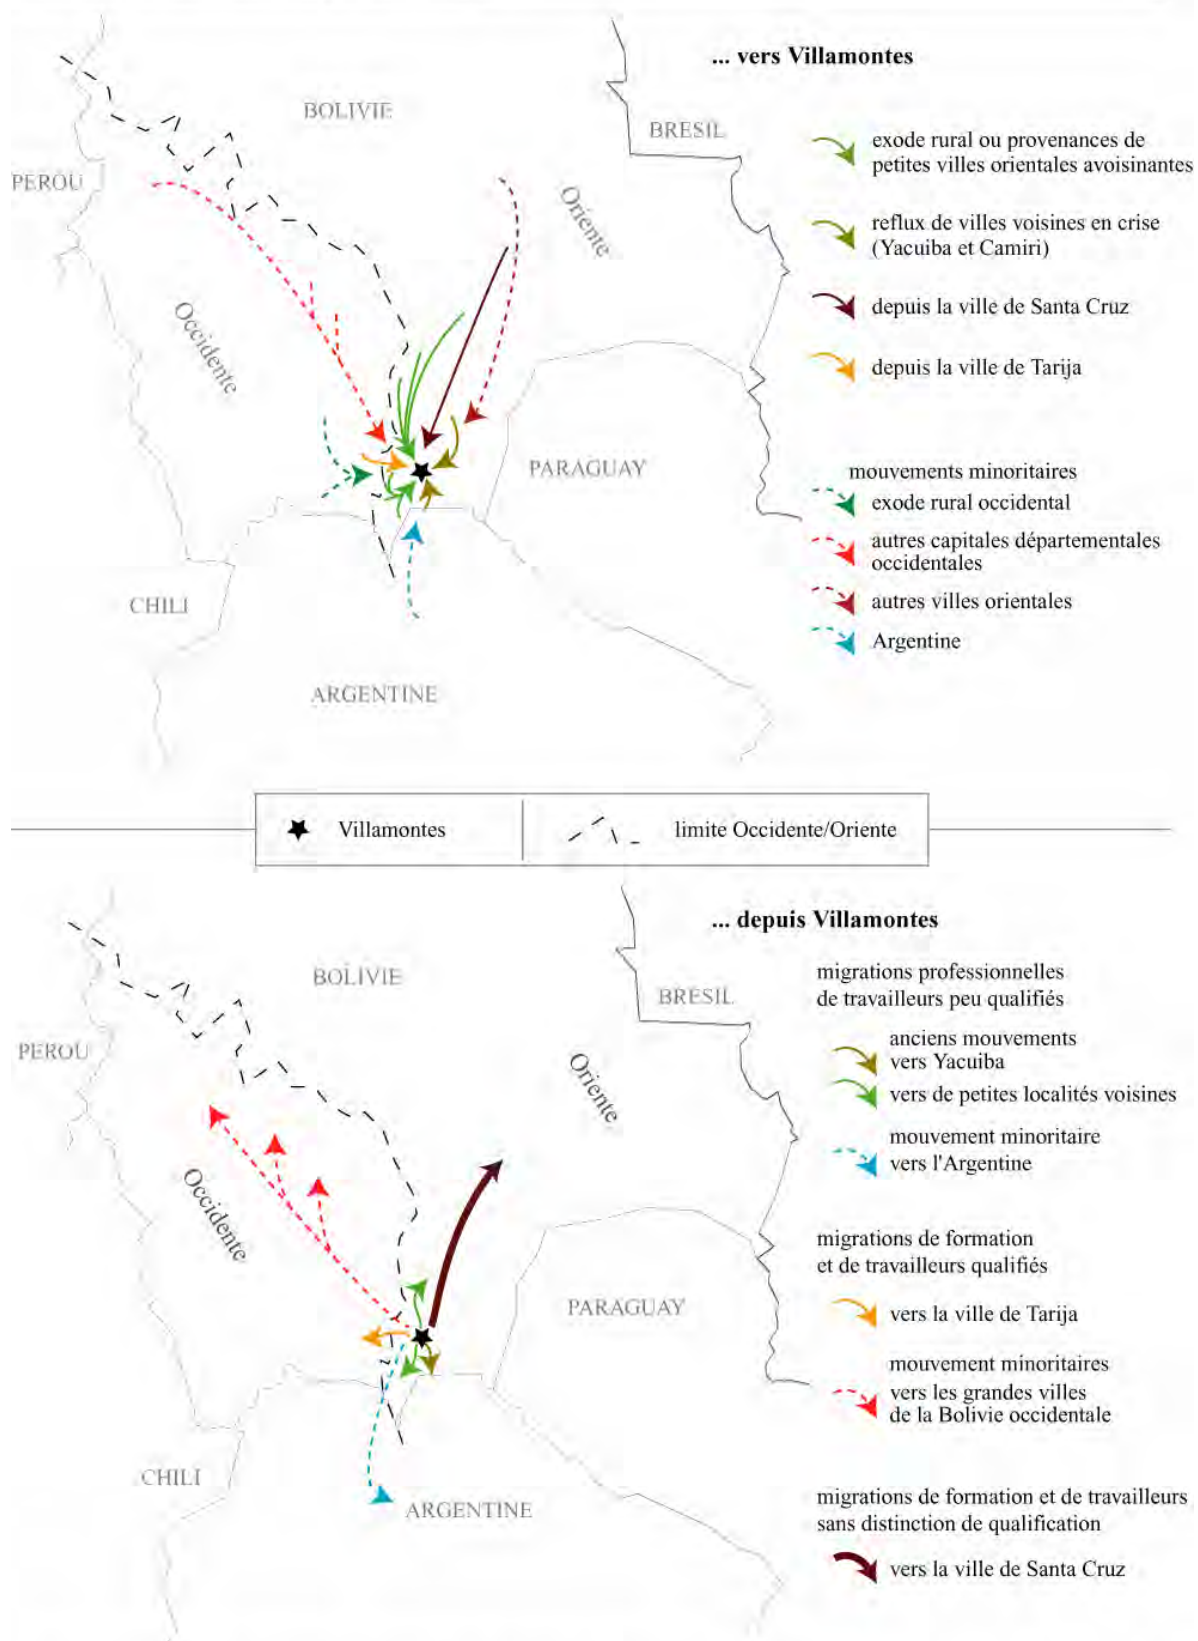 ... vers Villamontes
BOLIVIE
BRESIL
PEROU
Oriente
Occidente
PARAGUAY
CHILI
ARGENTINE
exode rural ou provenances de
petites villes orientales avoisinantes
reflux de villes voisines en crise
(Yacuiba et Camiri)
depuis la ville de Santa Cruz
depuis la ville de Tarija
mouvements minoritaires
exode rural occidental
autres capitales départementales
occidentales
autres villes orientales
Argentine
Villamontes
limite Occidente/Oriente
... depuis Villamontes
BOLIVIE
BRESIL
PEROU
Oriente
Occidente
PARAGUAY
CHILI
ARGENTINE
migrations professionnelles
de travailleurs peu qualifiés
anciens mouvements
vers Yacuiba
vers de petites localités voisines
mouvement minoritaire
vers l'Argentine
migrations de formation
et de travailleurs qualifiés
vers la ville de Tarija
mouvement minoritaires
vers les grandes villes
de la Bolivie occidentale
migrations de formation et de travailleurs
sans distinction de qualification
vers la ville de Santa Cruz